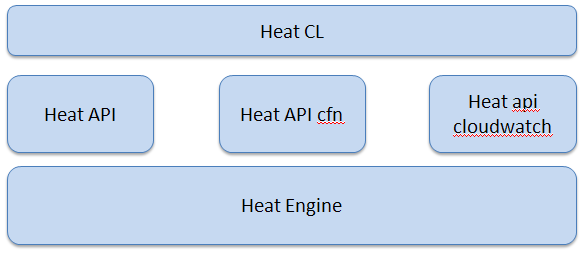 Heat CL
Heat API
Heat API cfn
Heat api
cloudwatch
Heat Engine